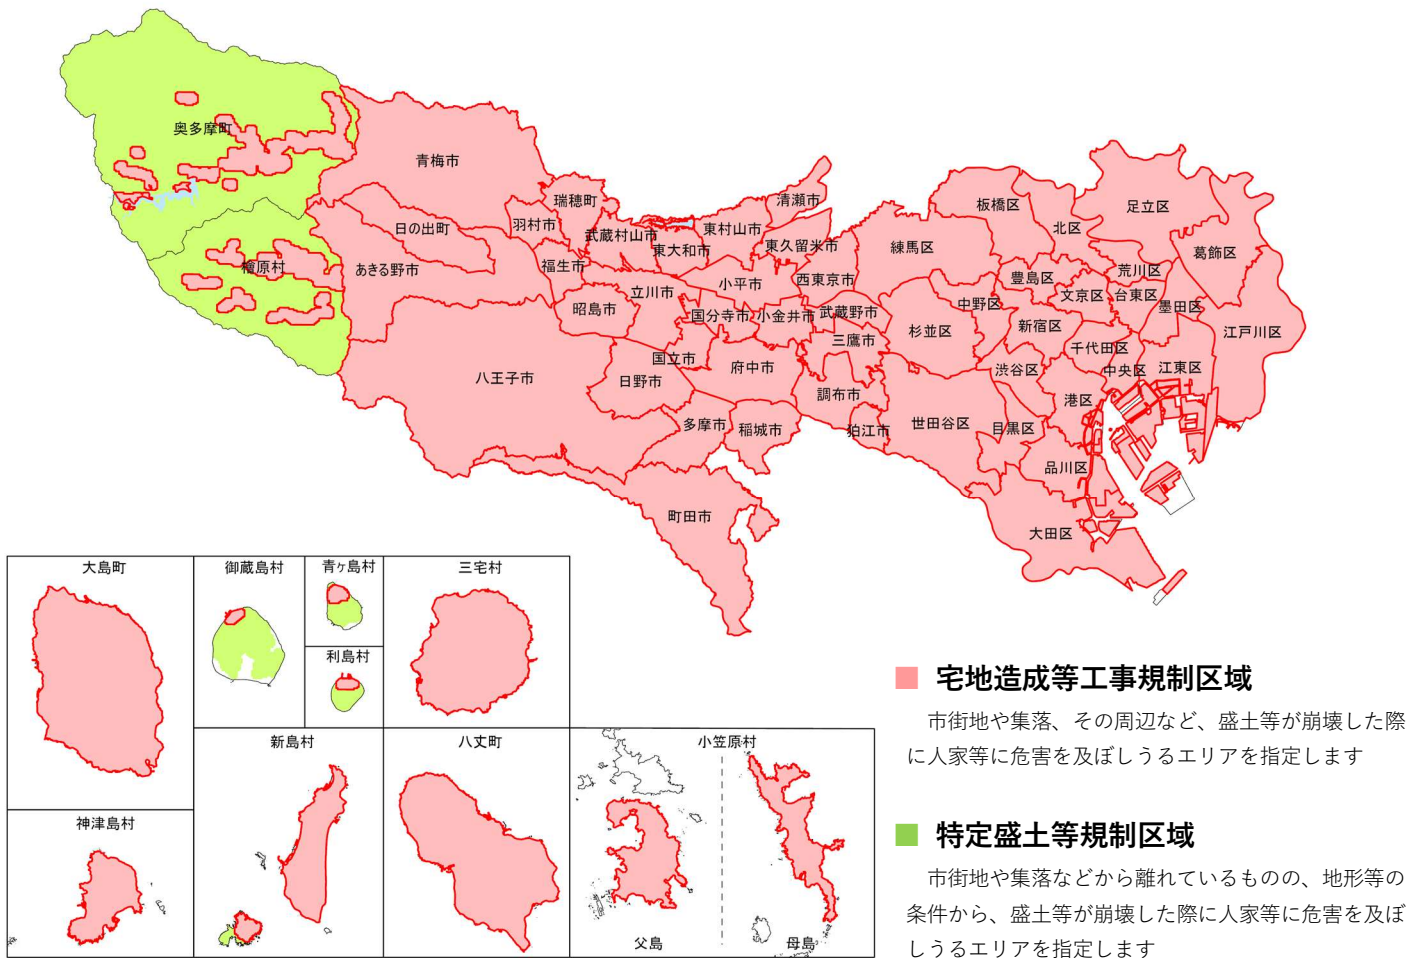 奥多摩町
青梅市
瑞穂町
清瀬市
板橋区
足立区
北区
日の出町
羽村市
武蔵村山市
東大和市
東村山市
東久留米市
練馬区
葛飾区
檜原村
あきる野市
福生市
小平市
西東京市
豊島区
荒川区
立川市
昭島市
国分寺市
小金井市
武蔵野市
中野区
文京区
台東区
墨田区
三鷹市
杉並区
新宿区
千代田区
江戸川区
国立市
府中市
渋谷区
中央区
江東区
八王子市
日野市
調布市
港区
多摩市
稲城市
狛江市
世田谷区
目黒区
品川区
町田市
大田区
大島町
御蔵島村
青ヶ島村
三宅村
利島村
新島村
八丈町
小笠原村
神津島村
父島
母島
宅地造成等工事規制区域
市街地や集落、その周辺など、盛土等が崩壊した際
に人家等に危害を及ぼしうるエリアを指定します
特定盛土等規制区域
市街地や集落などから離れているものの、地形等の
条件から、盛土等が崩壊した際に人家等に危害を及ぼ
しうるエリアを指定します